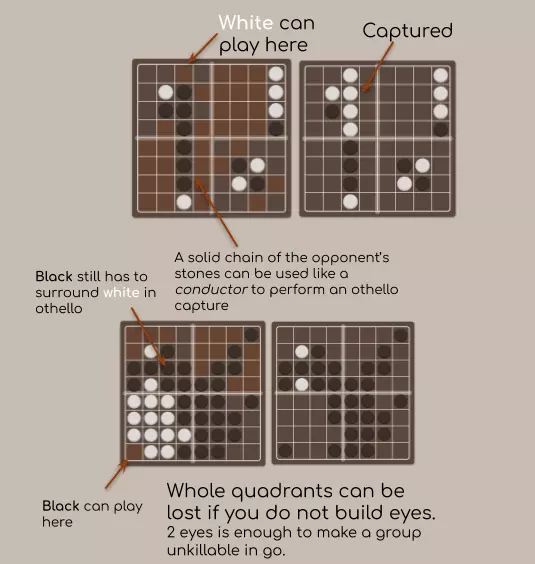 White can
play here
Captured
A solid chain of the opponent's
stones can be used like a
conductor to perform an othello
capture
Black still has to
surround white in
othello
Black can play
here
Whole quadrants can be
lost if you do not build eyes.
2 eyes is enough to make a group
unkillable in go.